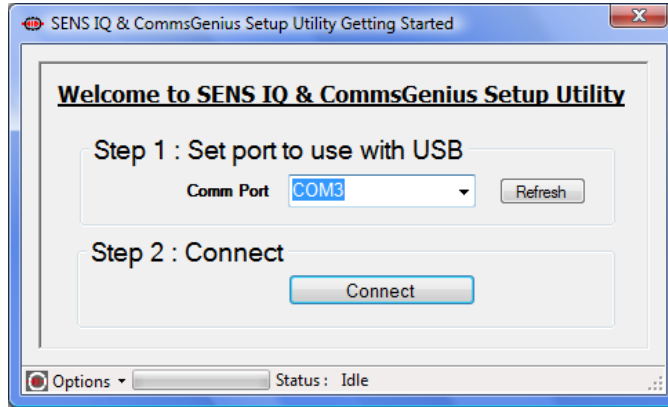 SENS IQ & CommsGenius Setup Utility Getting Started
Welcome to SENS IQ & CommsGenius Setup Utility
Step 1 : Set port to use with USB
Comm Port COM3 Refresh
Step 2 : Connect
Connect
Options Status : Idle